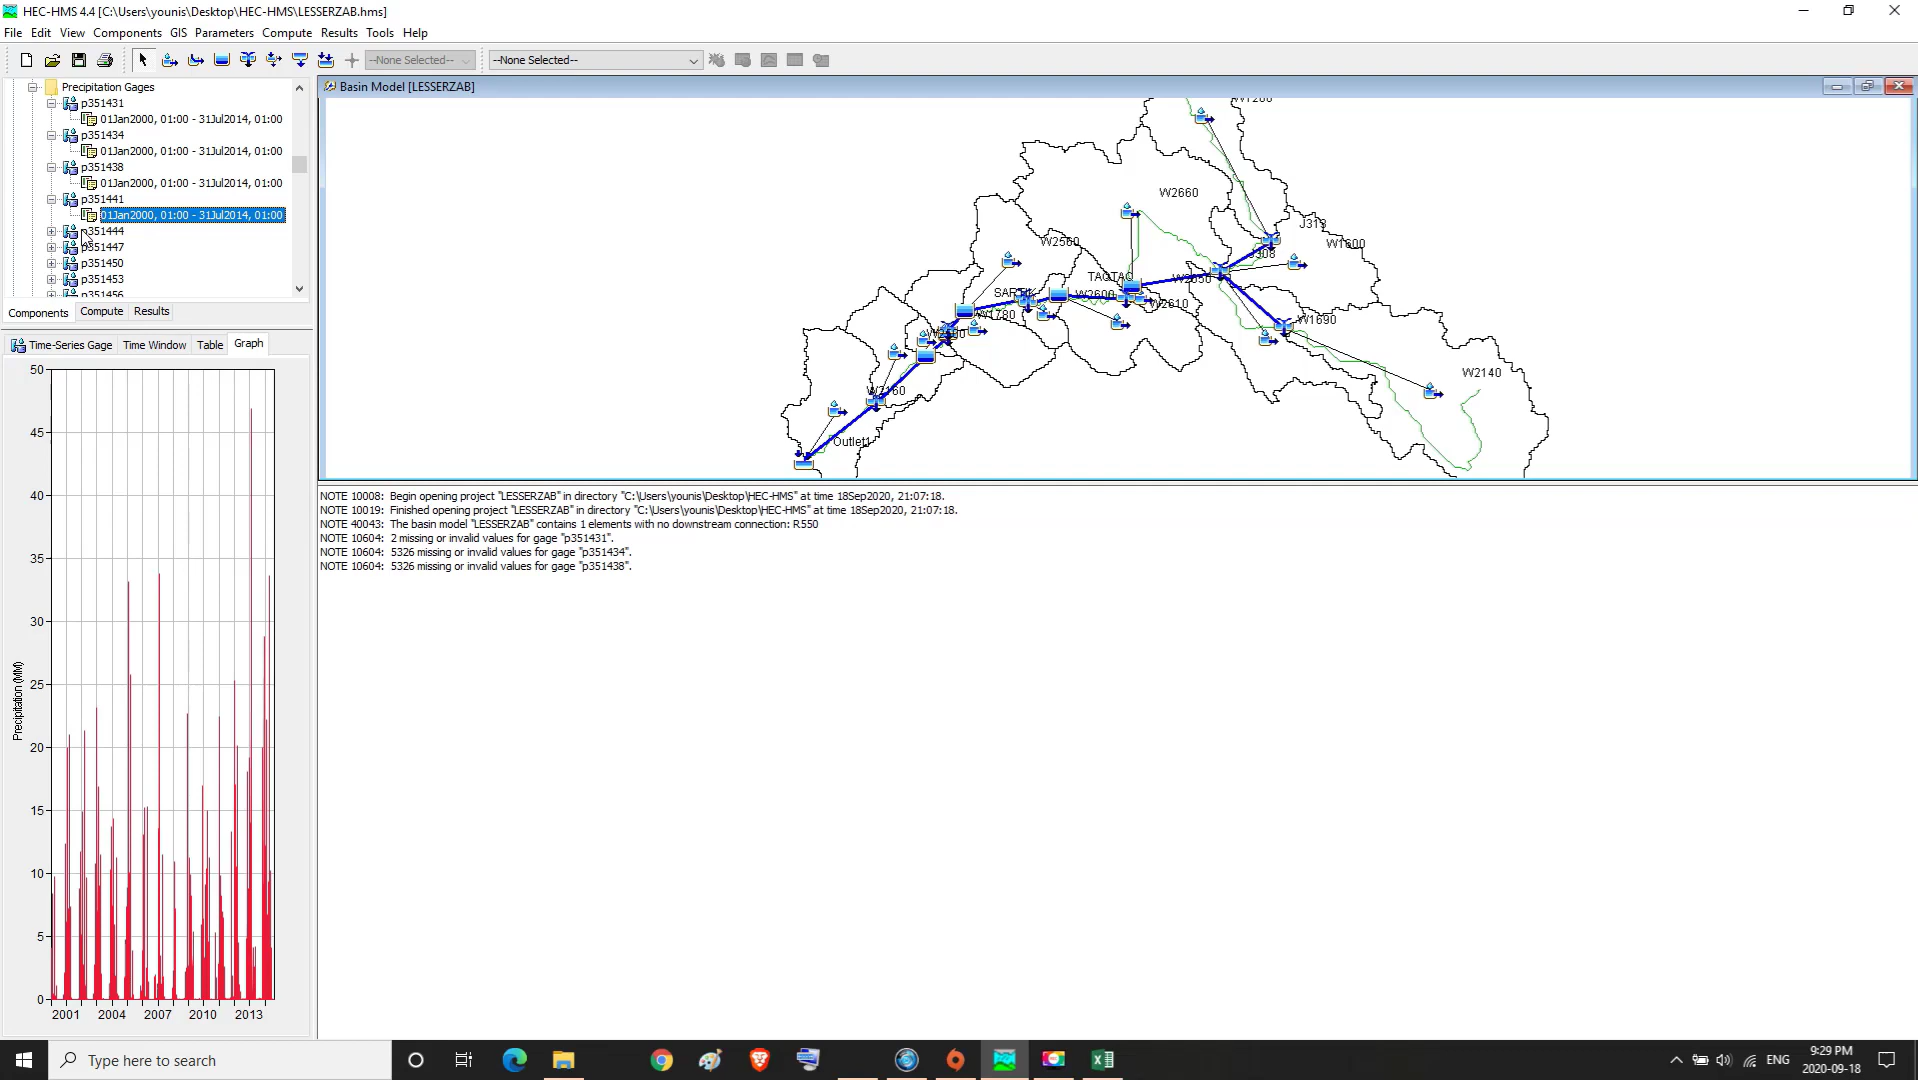 HEC-HMS 4.4 [C:\Users\younis\Desktop\HEC-HMS\LESSERZAB.hms]
File Edit View Components GIS Parameters Compute Results Tools Help
--None Selected--
--None Selected--
Precipitation Gages
p351431
01Jan2000, 01:00 - 31Jul2014, 01:00
p351434
01Jan2000, 01:00 - 31Jul2014, 01:00
p351438
01Jan2000, 01:00 - 31Jul2014, 01:00
p351441
01Jan2000, 01:00 - 31Jul2014, 01:00
p351444
p351447
p351450
p351453
p351456
Components Compute Results
Time-Series Gage Time Window Table Graph
50
45
40
35
30
25
20
15
10
5
0
Precipitation (MM)
2001 2004 2007 2010 2013
Basin Model [LESSERZAB]
W1280
W2660
J313
W2560
W1600
J308
TAQTAQ
W2650
SARTIK
W2600
W2610
W1780
W1690
W2140
W2160
Outlet1
NOTE 10008: Begin opening project "LESSERZAB" in directory "C:\Users\younis\Desktop\HEC-HMS" at time 18Sep2020, 21:07:18.
NOTE 10019: Finished opening project "LESSERZAB" in directory "C:\Users\younis\Desktop\HEC-HMS" at time 18Sep2020, 21:07:18.
NOTE 40043: The basin model "LESSERZAB" contains 1 elements with no downstream connection: R550
NOTE 10604: 2 missing or invalid values for gage "p351431".
NOTE 10604: 5326 missing or invalid values for gage "p351434".
NOTE 10604: 5326 missing or invalid values for gage "p351438".
Type here to search
ENG
9:29 PM
2020-09-18